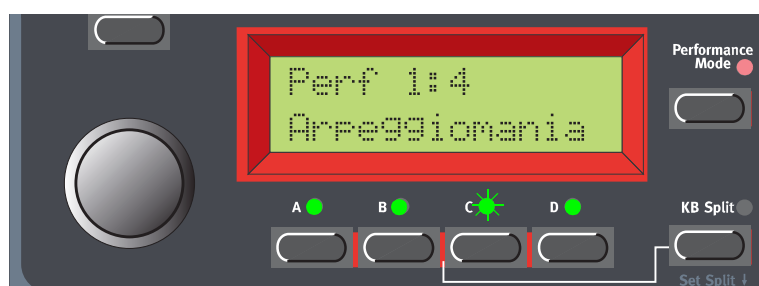 Perf 1:4
Arpeggiomania
Performance
Mode
A B C D
KB Split
Set Split ↓